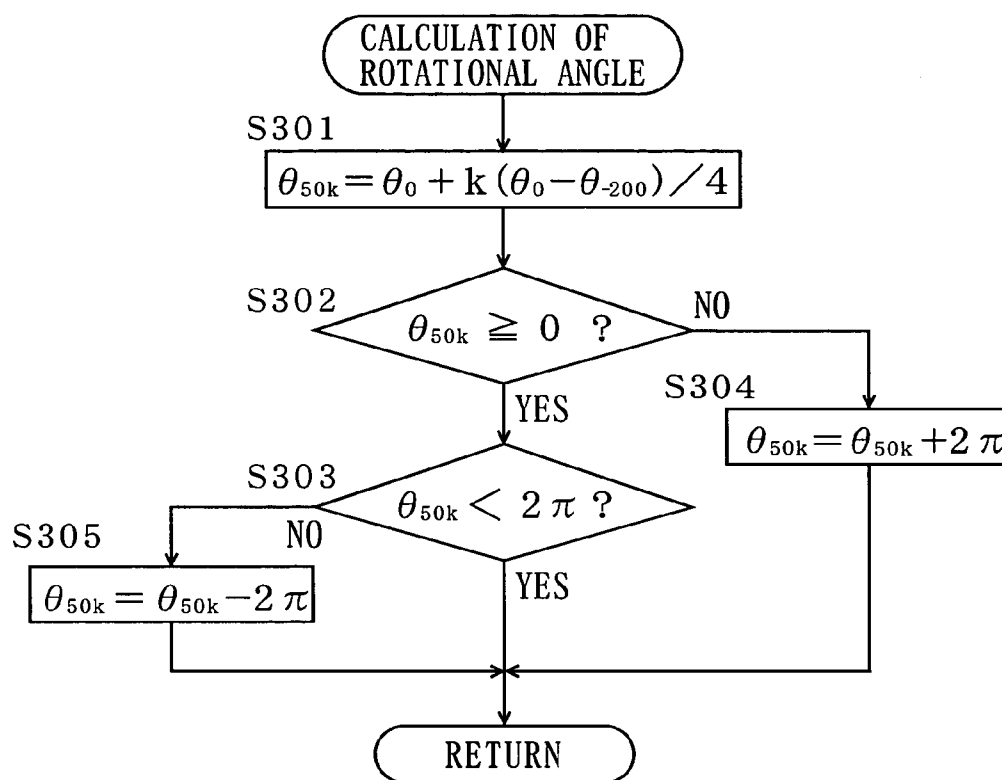 CALCULATION OF
ROTATIONAL ANGLE
S301
θ₅₀ₖ=θ₀+k(θ₀−θ₋₂₀₀)/4
S302
θ₅₀ₖ ≧ 0 ?
NO
YES
S304
θ₅₀ₖ=θ₅₀ₖ+2π
S303
θ₅₀ₖ < 2π?
NO
YES
S305
θ₅₀ₖ=θ₅₀ₖ−2π
RETURN